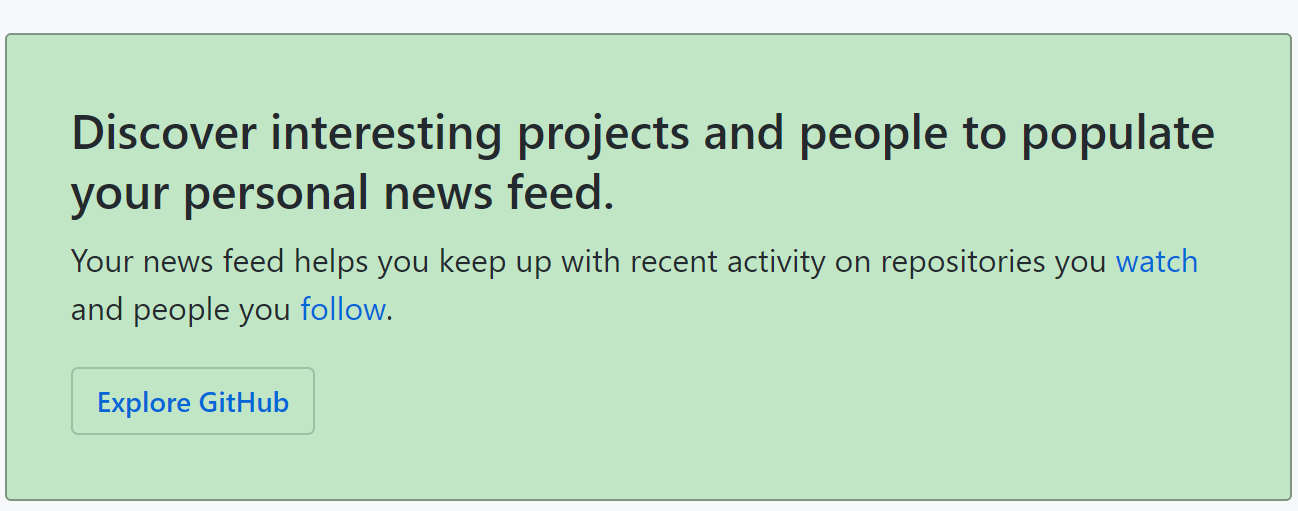 Discover interesting projects and people to populate
your personal news feed.
Your news feed helps you keep up with recent activity on repositories you watch
and people you follow.
Explore GitHub